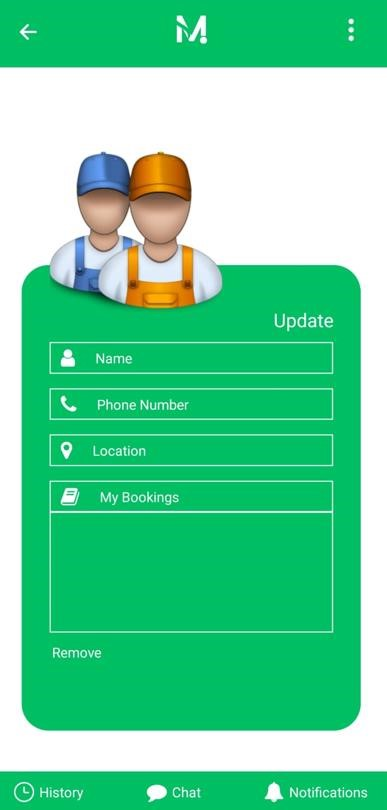 M
Update
Name
Phone Number
Location
My Bookings
Remove
History Chat Notifications